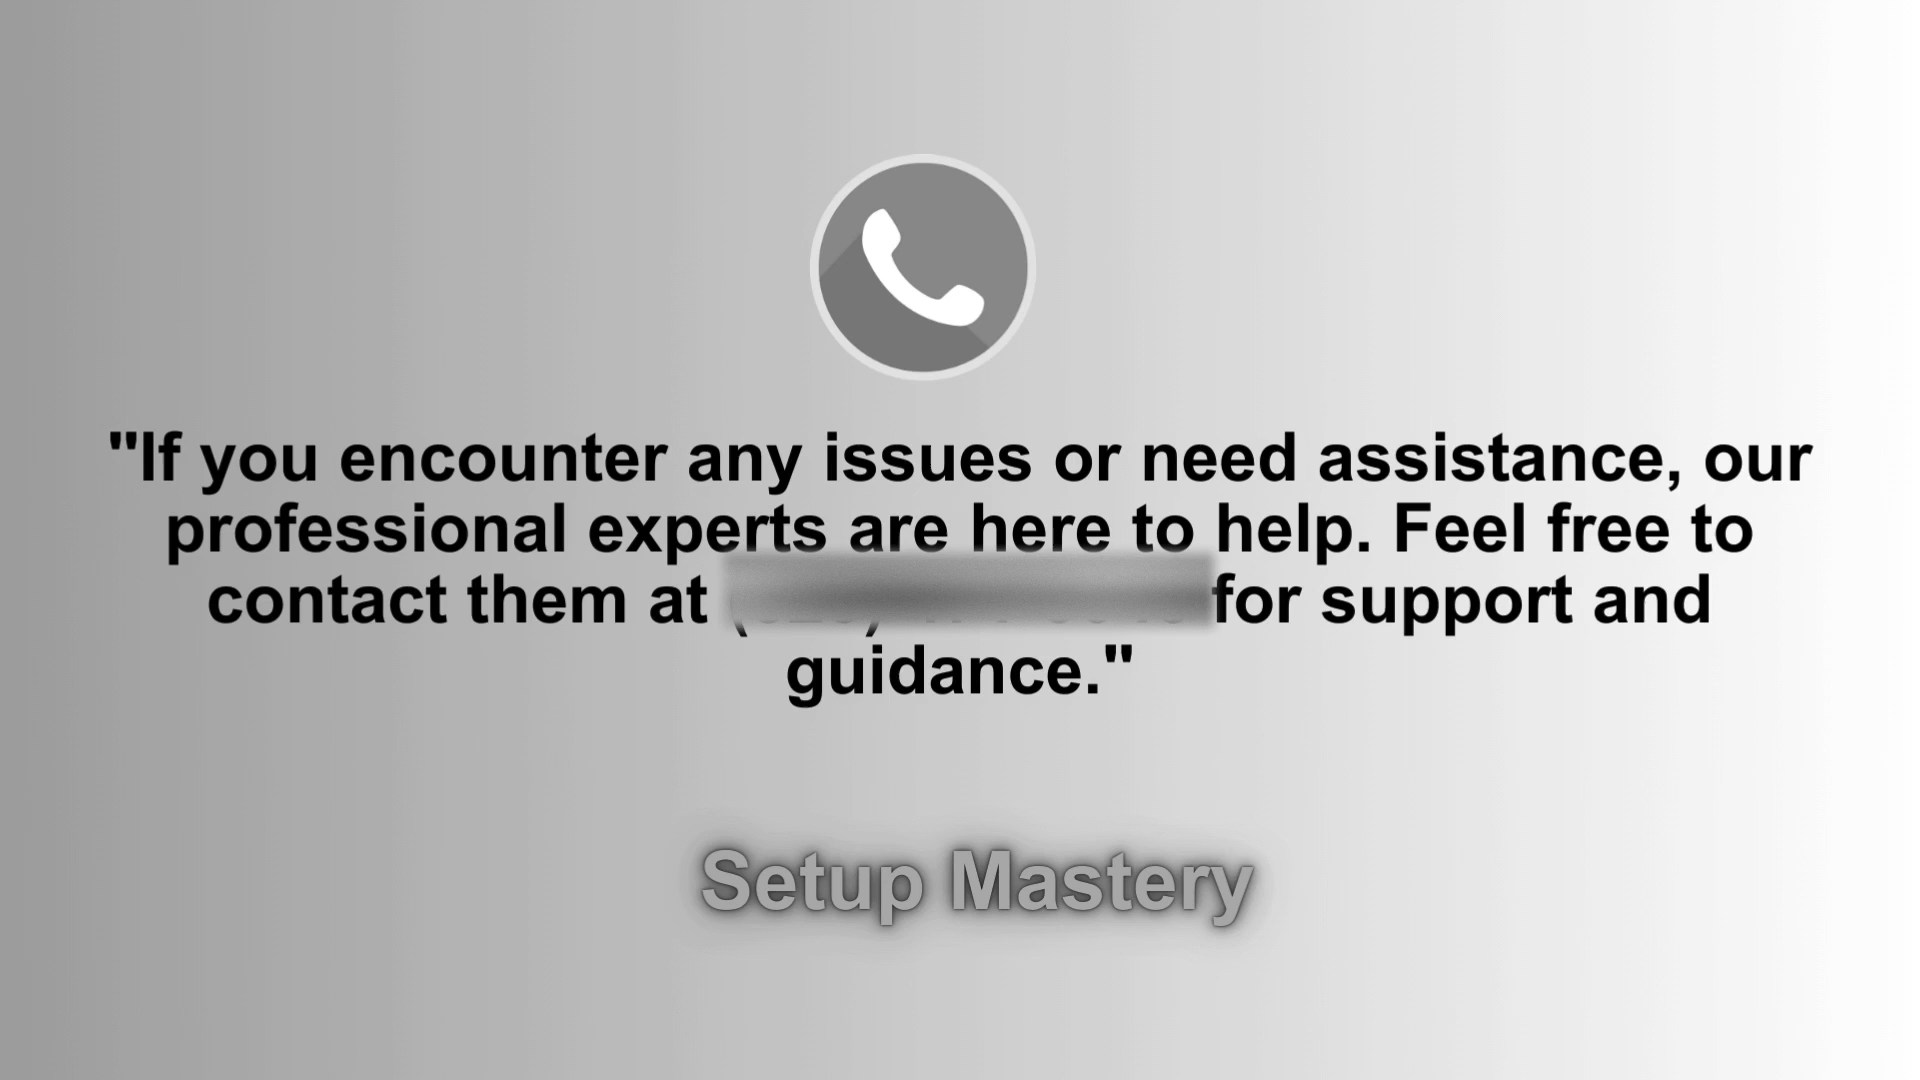 "If you encounter any issues or need assistance, our
professional experts are here to help. Feel free to
contact them at for support and
guidance."
Setup Mastery